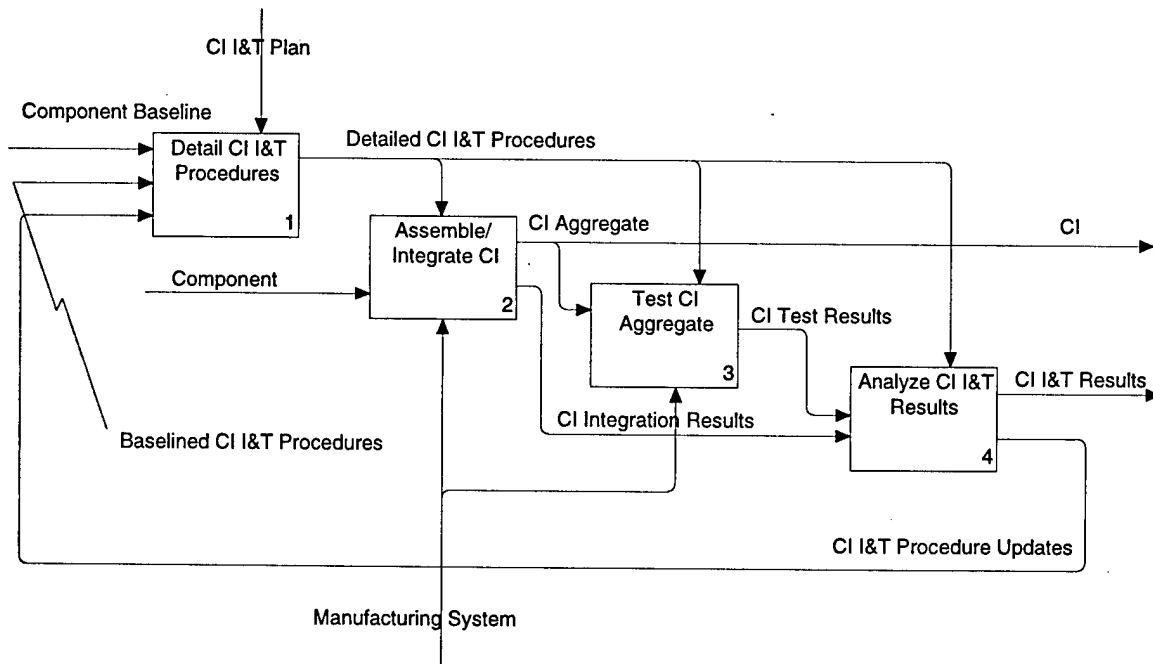 CI I&T Plan
Component Baseline
Detail CI I&T
Procedures
1
Detailed CI I&T Procedures
Assemble/
Integrate CI
2
CI Aggregate
CI
Component
Test CI
Aggregate
3
CI Test Results
Analyze CI I&T
Results
4
CI I&T Results
CI Integration Results
Baselined CI I&T Procedures
CI I&T Procedure Updates
Manufacturing System